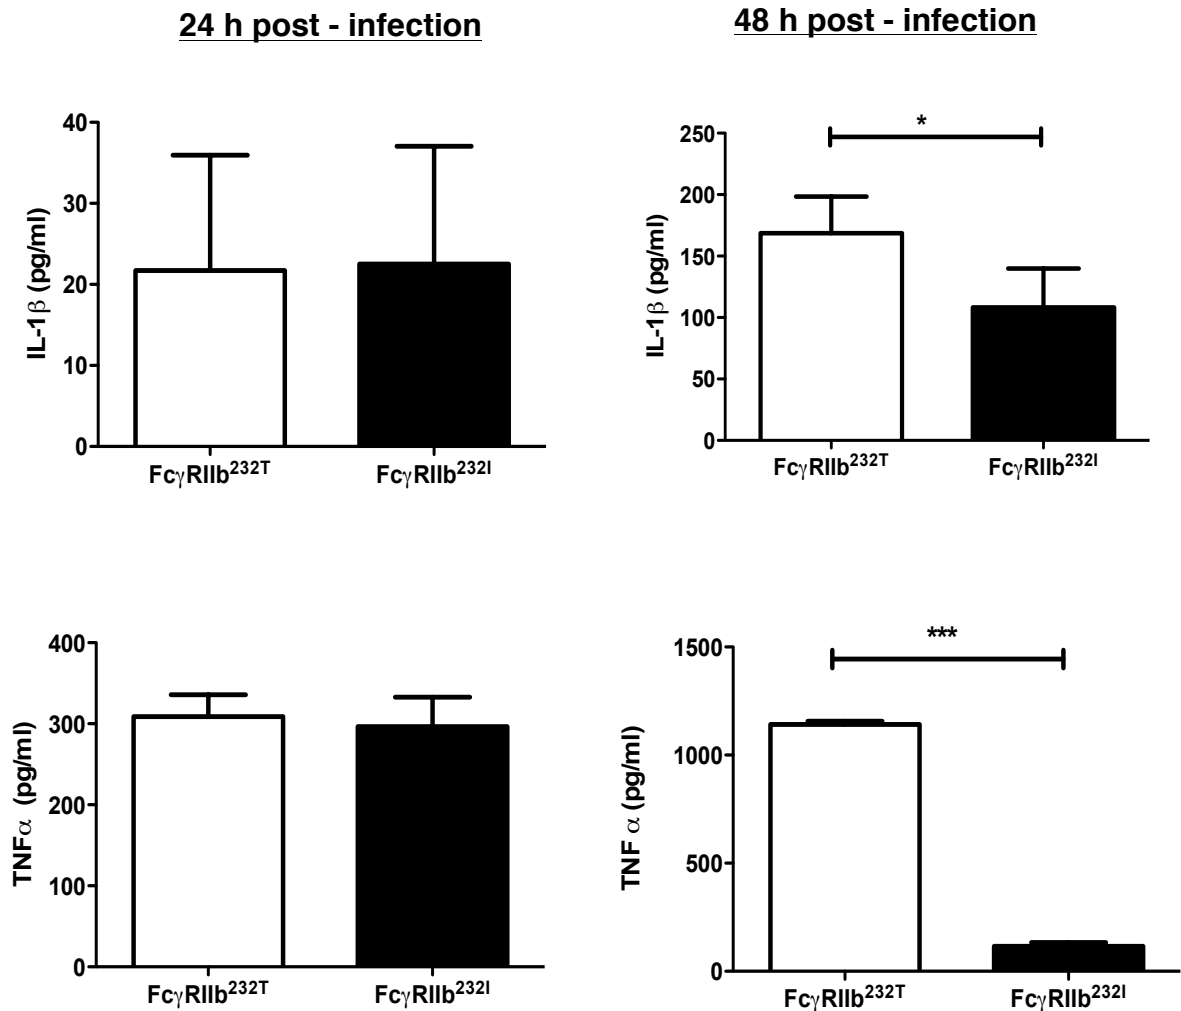 24 h post - infection
48 h post - infection
40
30
20
10
0
IL-1β (pg/ml)
FcγRIIb232T
FcγRIIb232I
*
250
200
150
100
50
0
IL-1β (pg/ml)
FcγRIIb232T
FcγRIIb232I
400
300
200
100
0
TNFα (pg/ml)
FcγRIIb232T
FcγRIIb232I
***
1500
1000
500
0
TNF α (pg/ml)
FcγRIIb232T
FcγRIIb232I